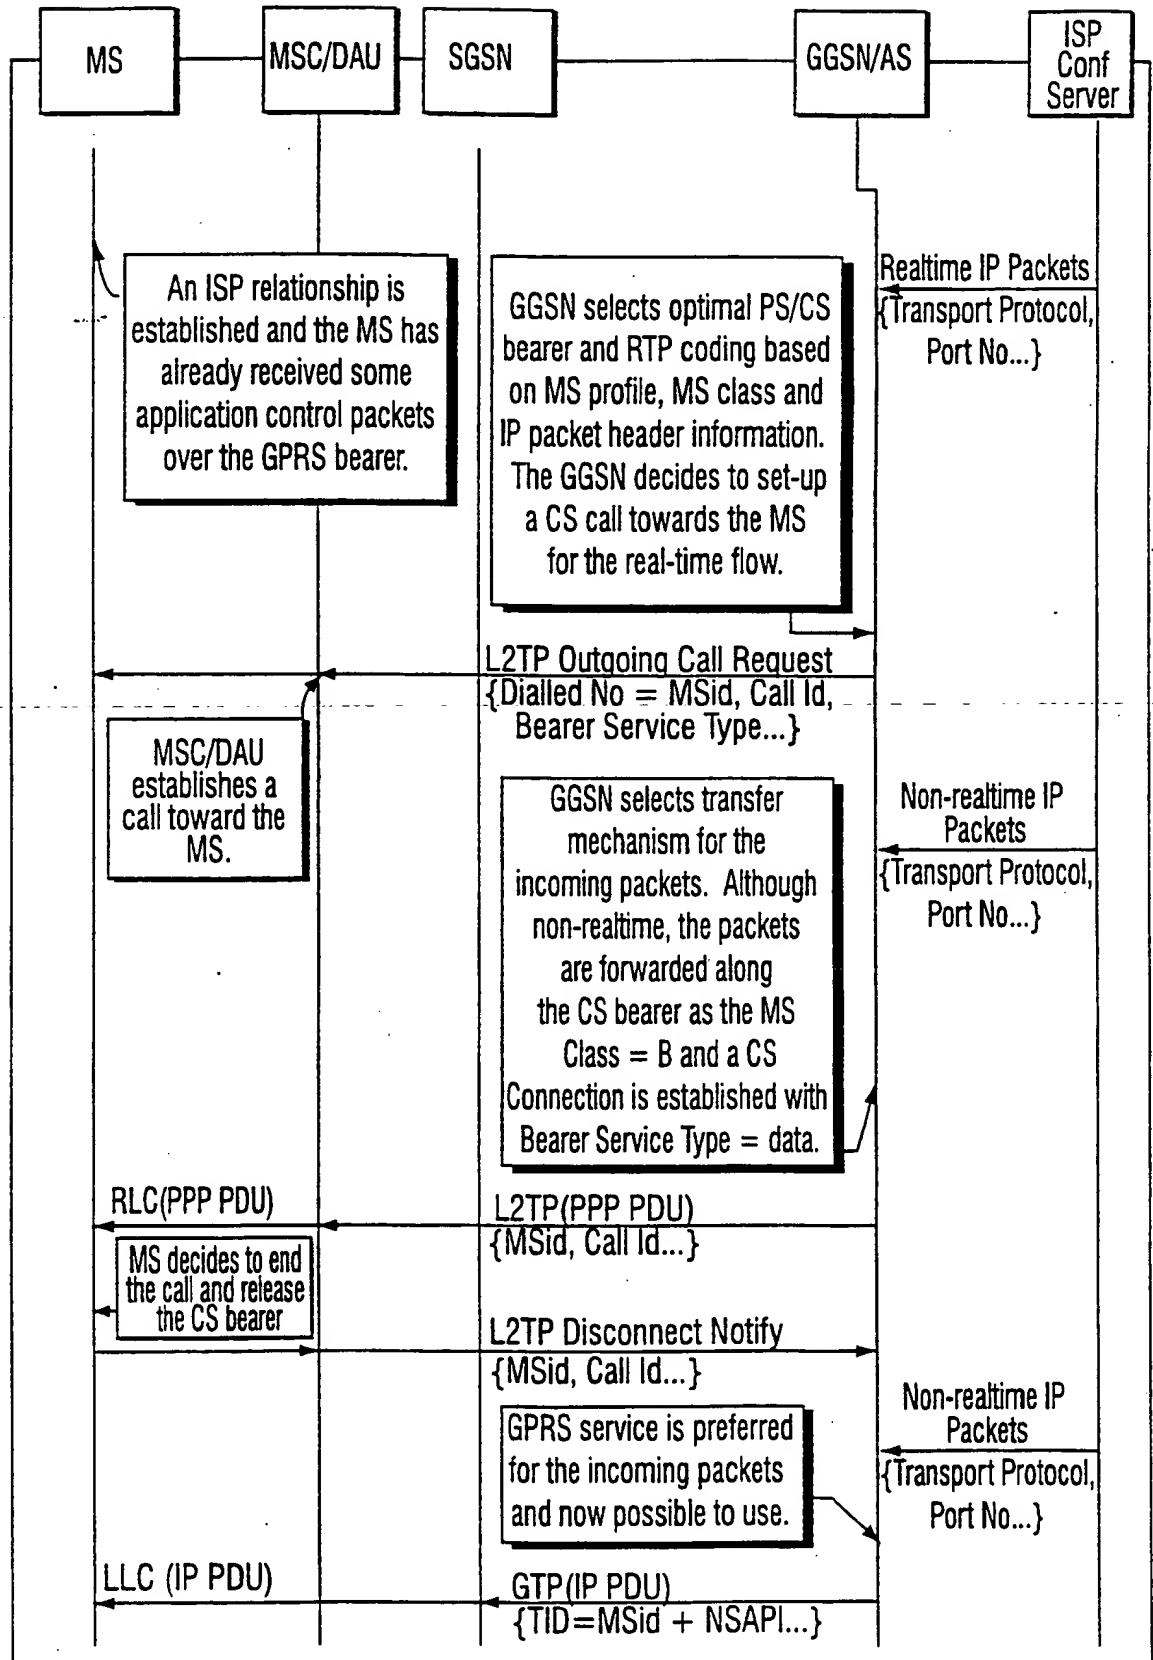 MS
MSC/DAU
SGSN
GGSN/AS
ISP
Conf
Server
An ISP relationship is
established and the MS has
already received some
application control packets
over the GPRS bearer.
GGSN selects optimal PS/CS
bearer and RTP coding based
on MS profile, MS class and
IP packet header information.
The GGSN decides to set-up
a CS call towards the MS
for the real-time flow.
Realtime IP Packets
{Transport Protocol,
Port No...}
L2TP Outgoing Call Request
{Dialled No = MSid, Call Id,
Bearer Service Type...}
MSC/DAU
establishes a
call toward the
MS.
GGSN selects transfer
mechanism for the
incoming packets. Although
non-realtime, the packets
are forwarded along
the CS bearer as the MS
Class = B and a CS
Connection is established with
Bearer Service Type = data.
Non-realtime IP
Packets
{Transport Protocol,
Port No...}
RLC(PPP PDU)
L2TP(PPP PDU)
{MSid, Call Id...}
MS decides to end
the call and release
the CS bearer
L2TP Disconnect Notify
{MSid, Call Id...}
Non-realtime IP
Packets
{Transport Protocol,
Port No...}
GPRS service is preferred
for the incoming packets
and now possible to use.
LLC (IP PDU)
GTP(IP PDU)
{TID=MSid + NSAPI...}